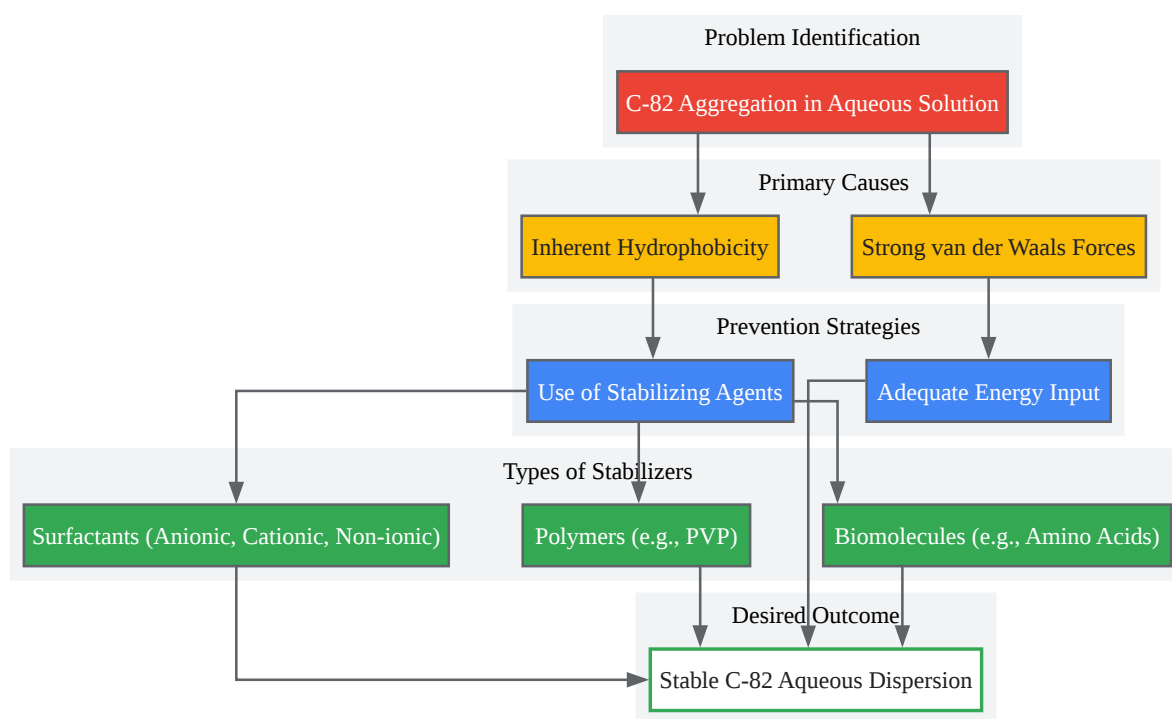 Problem Identification
C-82 Aggregation in Aqueous Solution
Primary Causes
Inherent Hydrophobicity
Strong van der Waals Forces
Prevention Strategies
Use of Stabilizing Agents
Adequate Energy Input
Types of Stabilizers
Surfactants (Anionic, Cationic, Non-ionic)
Polymers (e.g., PVP)
Biomolecules (e.g., Amino Acids)
Desired Outcome
Stable C-82 Aqueous Dispersion